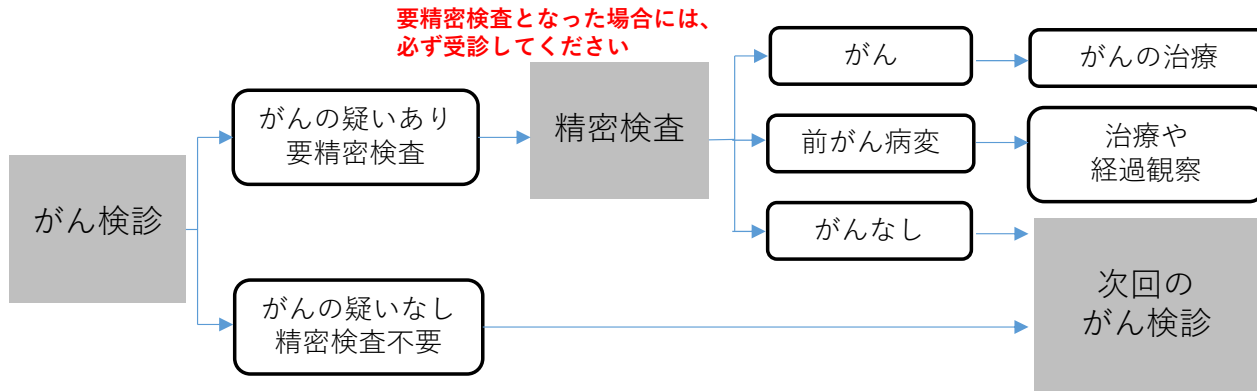 要精密検査となった場合には、
必ず受診してください
がん検診
がんの疑いあり
要精密検査
がんの疑いなし
精密検査不要
精密検査
がん
前がん病変
がんなし
がんの治療
治療や
経過観察
次回の
がん検診